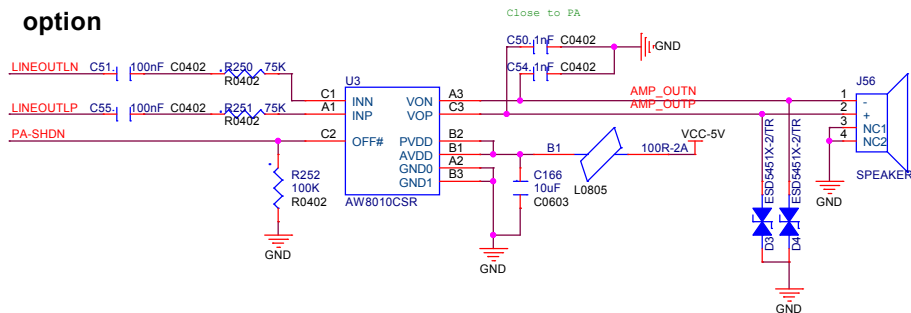 option
Close to PA
C50. 1nF C0402
GND
LINEOUTLN C51. 100nF C0402 R250 75K
R0402
C54. 1nF C0402
U3
J56
C1 INN VON A3 AMP_OUTN 1 -
LINEOUTLP C55. 100nF C0402 R251 75K
R0402
A1 INP VOP C3 AMP_OUTP 2 +
3 NC1
4 NC2
PA-SHDN C2 OFF# PVDD B2 VCC-5V
AVDD B1 B1 100R-2A
GND0 A2
GND1 B3
SPEAKER
R252
100K
R0402
AW8010CSR
C166
10uF
C0603
L0805
D3 ESD5451X-2/TR
D4 ESD5451X-2/TR
GND
GND
GND
GND